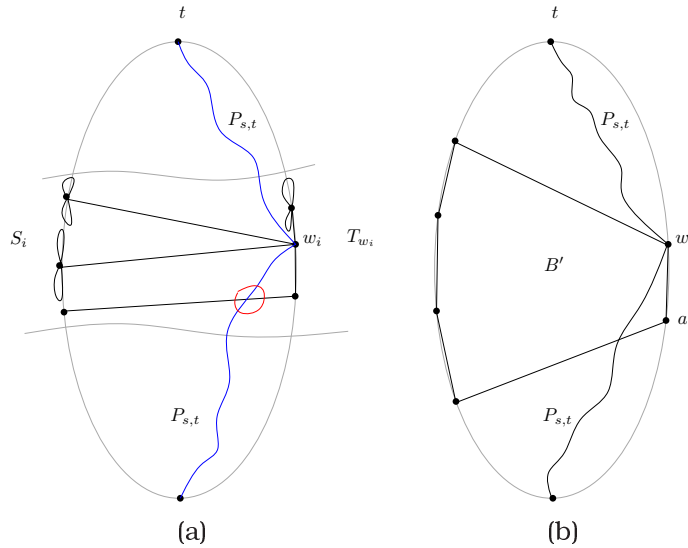 t
t
P_{s,t}
P_{s,t}
S_i
w_i
T_{w_i}
w
B′
a
P_{s,t}
P_{s,t}
(a)
(b)